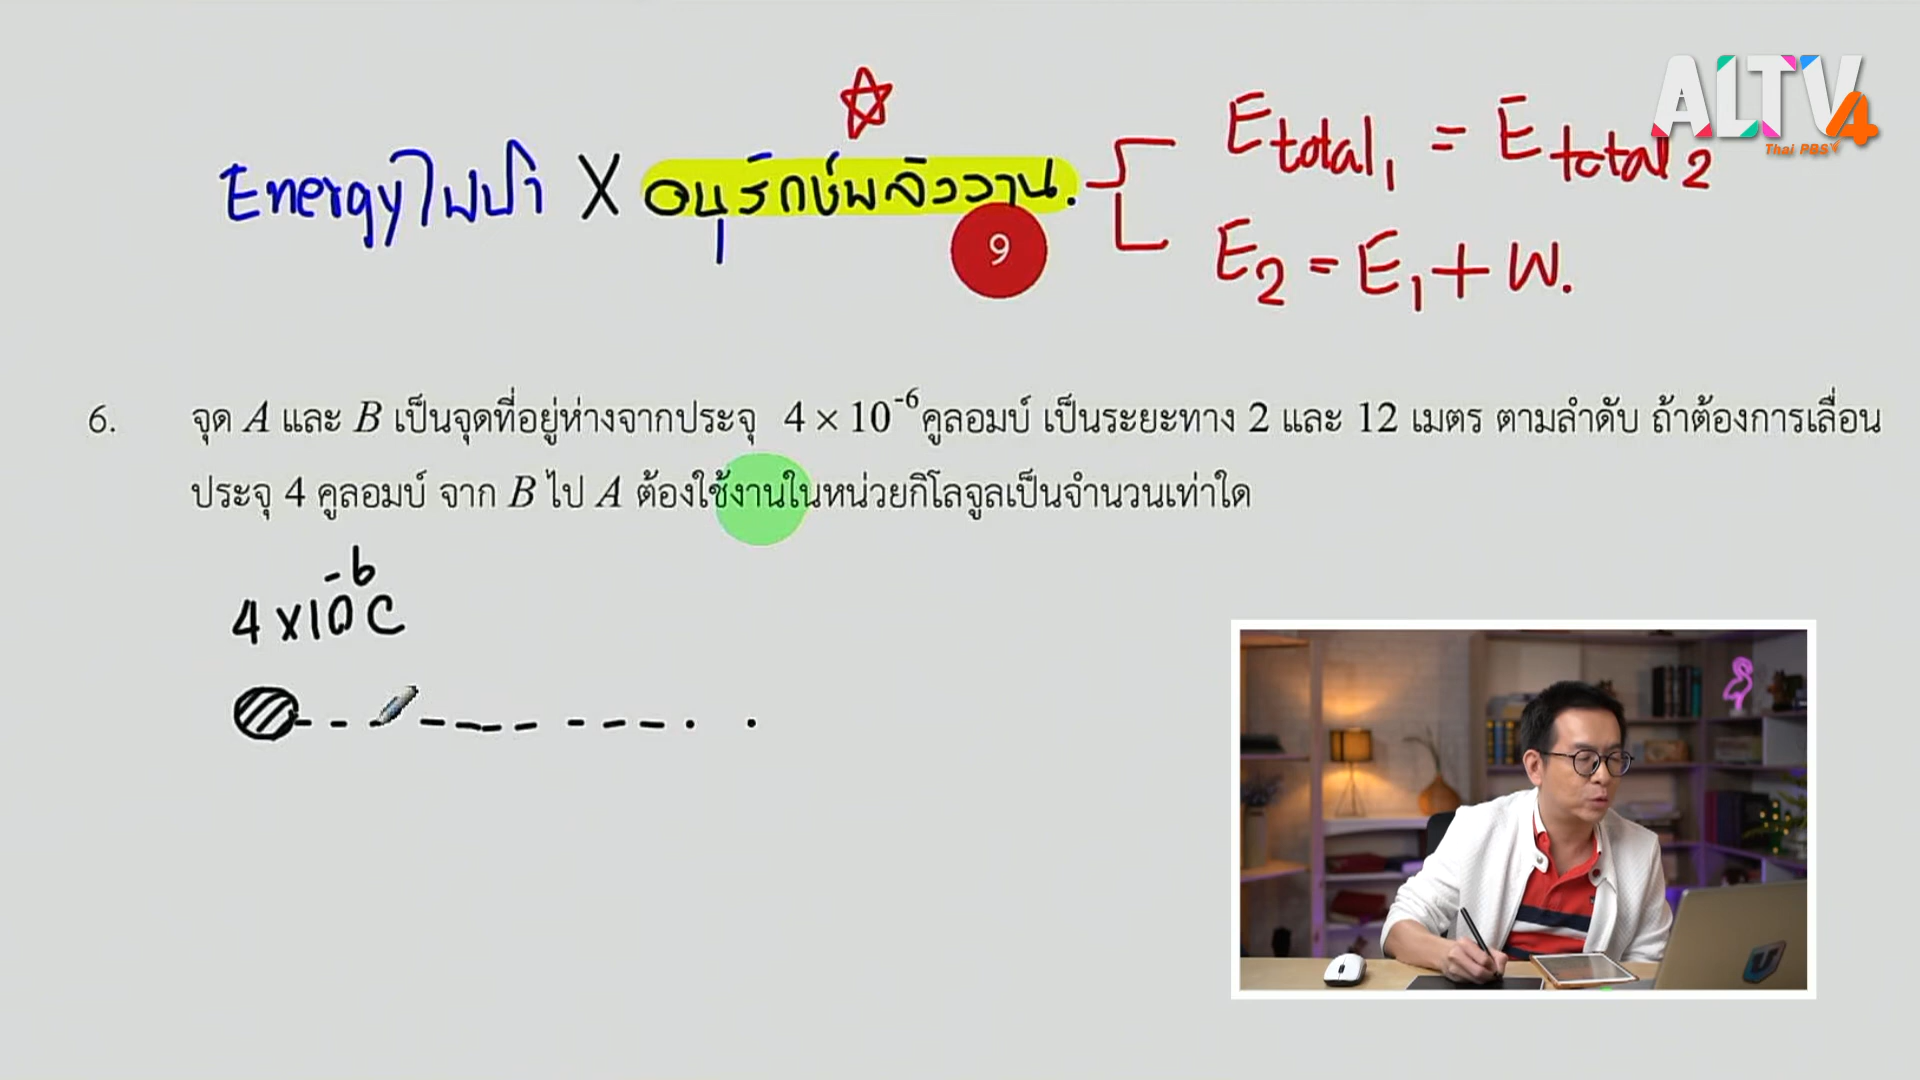 ALTV4
Thai PBS
Energyไฟฟ้า X อนุรักษ์พลังงาน.
Etotal₁ = Etotal₂
9
E₂ = E₁ + W.
6. จุด A และ B เป็นจุดที่อยู่ห่างจากประจุ 4 × 10⁻⁶คูลอมบ์ เป็นระยะทาง 2 และ 12 เมตร ตามลำดับ ถ้าต้องการเลื่อน
ประจุ 4 คูลอมบ์ จาก B ไป A ต้องใช้งานในหน่วยกิโลจูลเป็นจำนวนเท่าใด
4 × 10⁻⁶ C